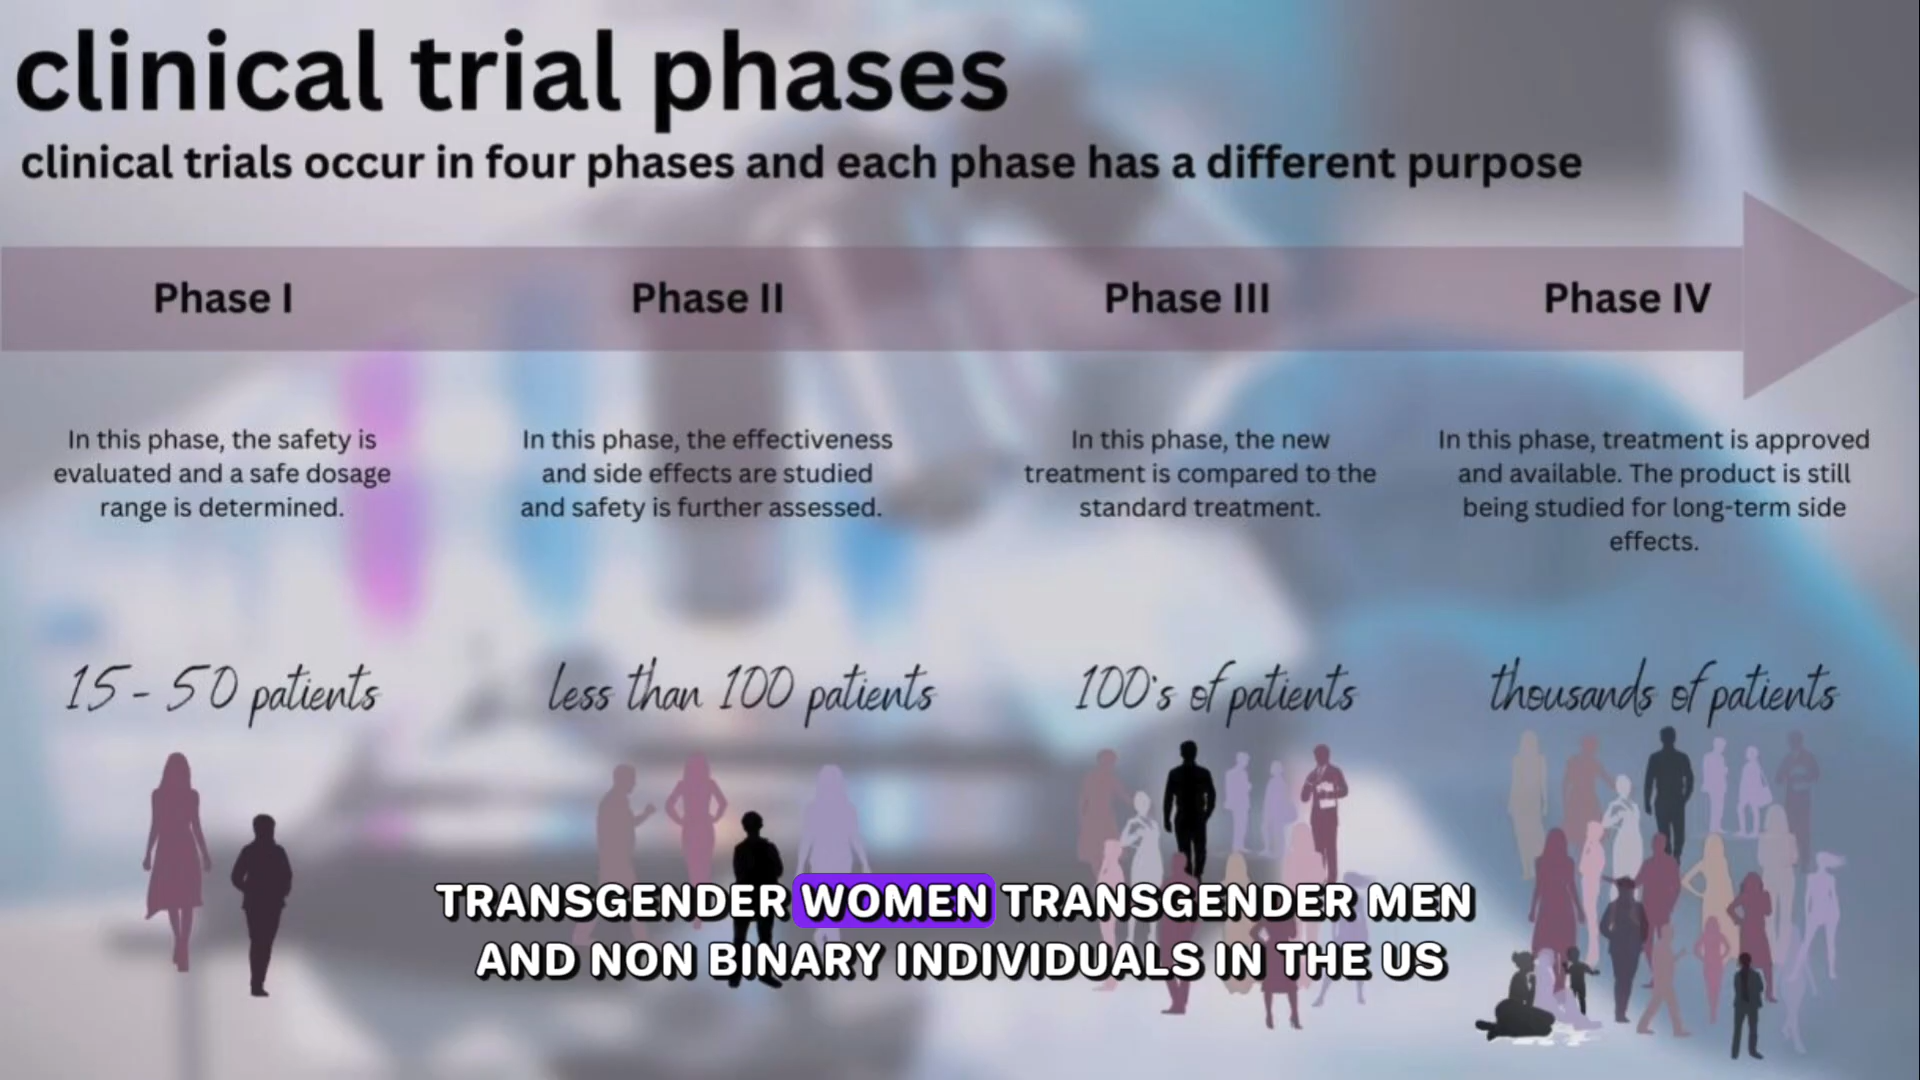 clinical trial phases
clinical trials occur in four phases and each phase has a different purpose
Phase I
Phase II
Phase III
Phase IV
In this phase, the safety is
evaluated and a safe dosage
range is determined.
In this phase, the effectiveness
and side effects are studied
and safety is further assessed.
In this phase, the new
treatment is compared to the
standard treatment.
In this phase, treatment is approved
and available. The product is still
being studied for long-term side
effects.
15 - 50 patients
less than 100 patients
100's of patients
thousands of patients
TRANSGENDER WOMEN TRANSGENDER MEN
AND NON BINARY INDIVIDUALS IN THE US